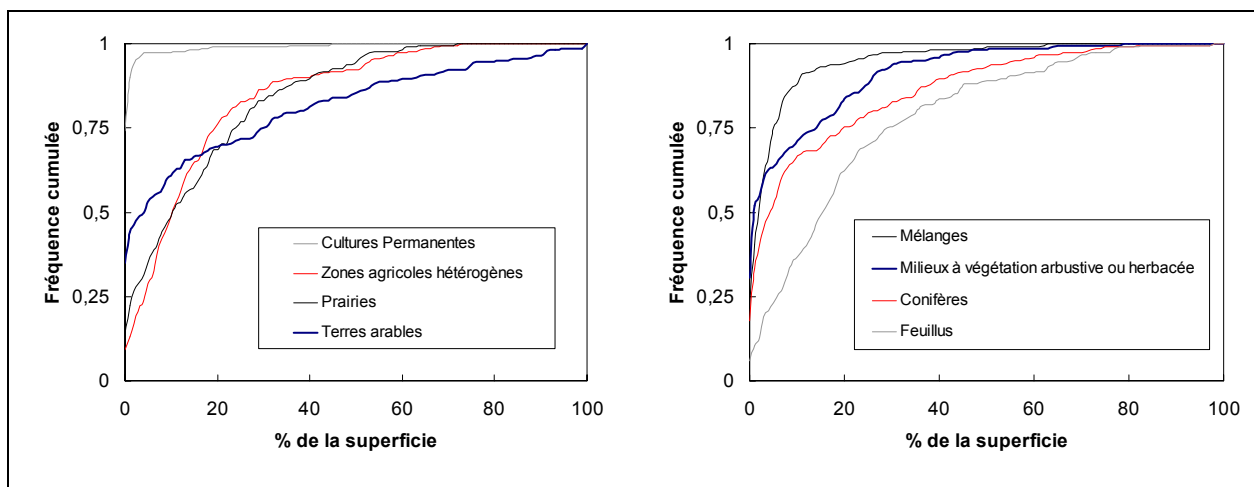 Fréquence cumulée
1
0,75
0,5
0,25
0
Cultures Permanentes
Zones agricoles hétérogènes
Prairies
Terres arables
0 20 40 60 80 100
% de la superficie
Fréquence cumulée
1
0,75
0,5
0,25
0
Mélanges
Milieux à végétation arbustive ou herbacée
Conifères
Feuillus
0 20 40 60 80 100
% de la superficie